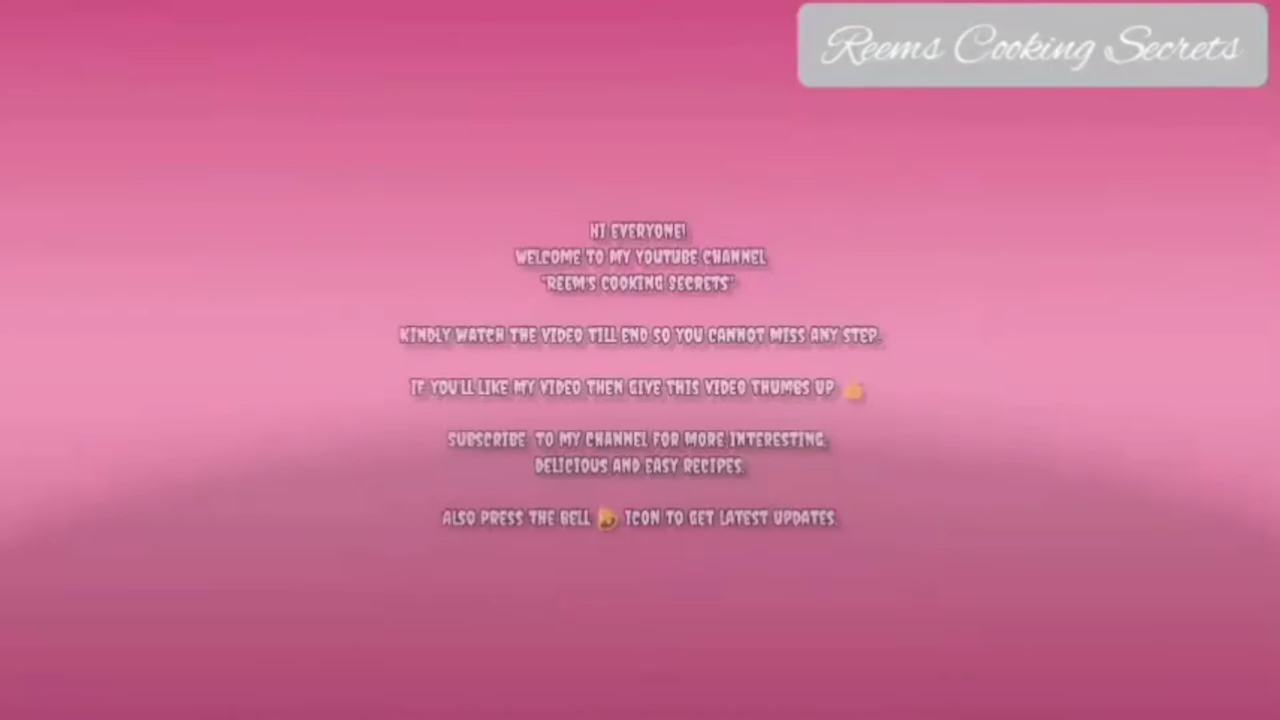 Reems Cooking Secrets
HI EVERYONE!
WELCOME TO MY YOUTUBE CHANNEL
"REEM'S COOKING SECRETS"
KINDLY WATCH THE VIDEO TILL END SO YOU CANNOT MISS ANY STEP.
IF YOU'LL LIKE MY VIDEO THEN GIVE THIS VIDEO THUMBS UP 👍
SUBSCRIBE TO MY CHANNEL FOR MORE INTERESTING,
DELICIOUS AND EASY RECIPES.
ALSO PRESS THE BELL 🔔 ICON TO GET LATEST UPDATES.